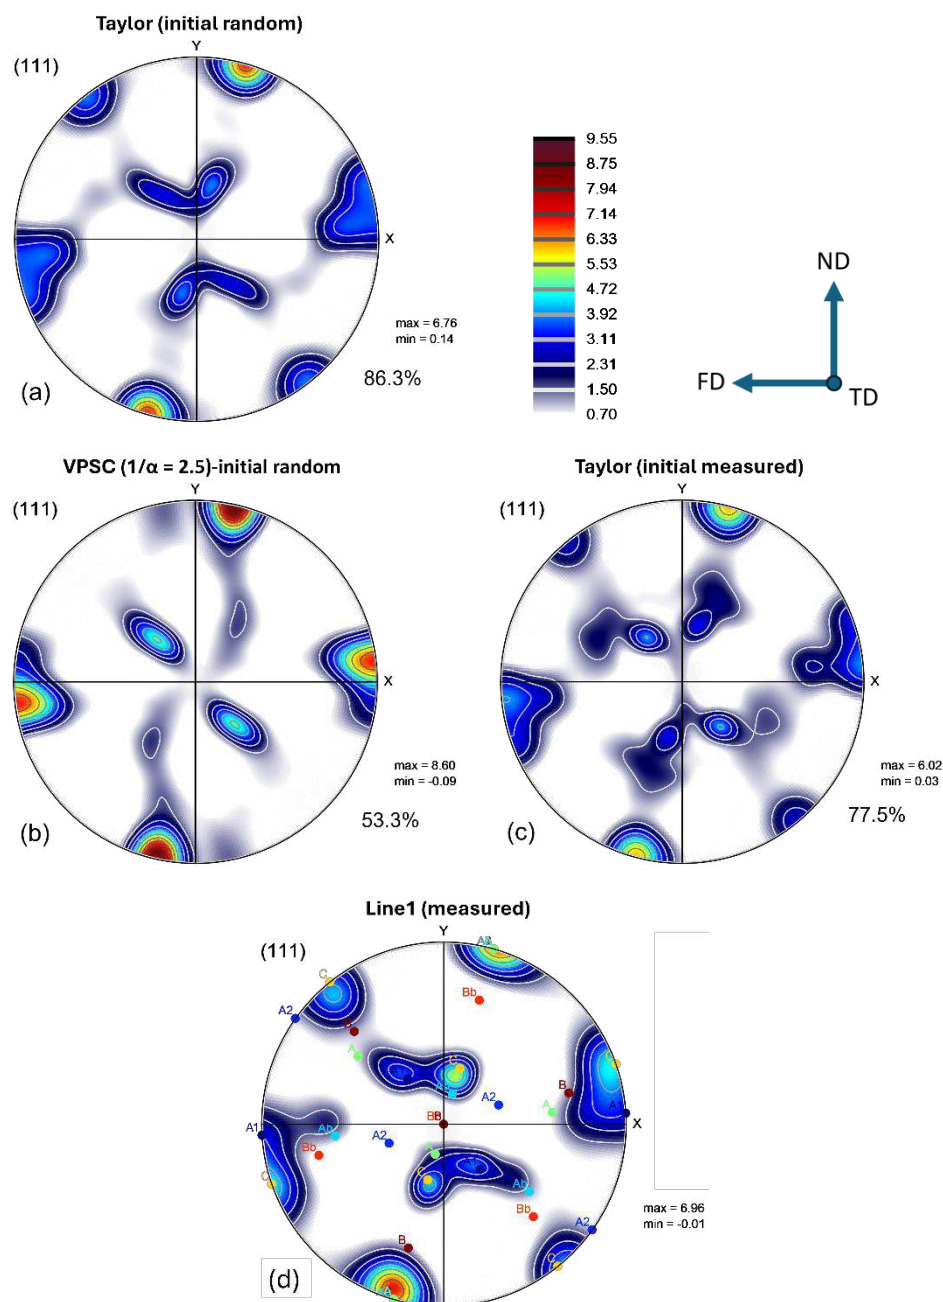 Taylor (initial random)
Y
(111)
X
max = 6.76
min = 0.14
86.3%
(a)
9.55
8.75
7.94
7.14
6.33
5.53
4.72
3.92
3.11
2.31
1.50
0.70
ND
FD
TD
VPSC (1/α = 2.5)-initial random
Y
(111)
X
max = 8.60
min = -0.09
53.3%
(b)
Taylor (initial measured)
Y
(111)
X
max = 6.02
min = 0.03
77.5%
(c)
Line1 (measured)
Y
(111)
C
Bb
A2
B
A
C
C
A2
B
A
A1
X
A1
Ab
A2
Bb
A
C
C
Ab
Bb
A2
B
C
A
max = 6.96
min = -0.01
(d)